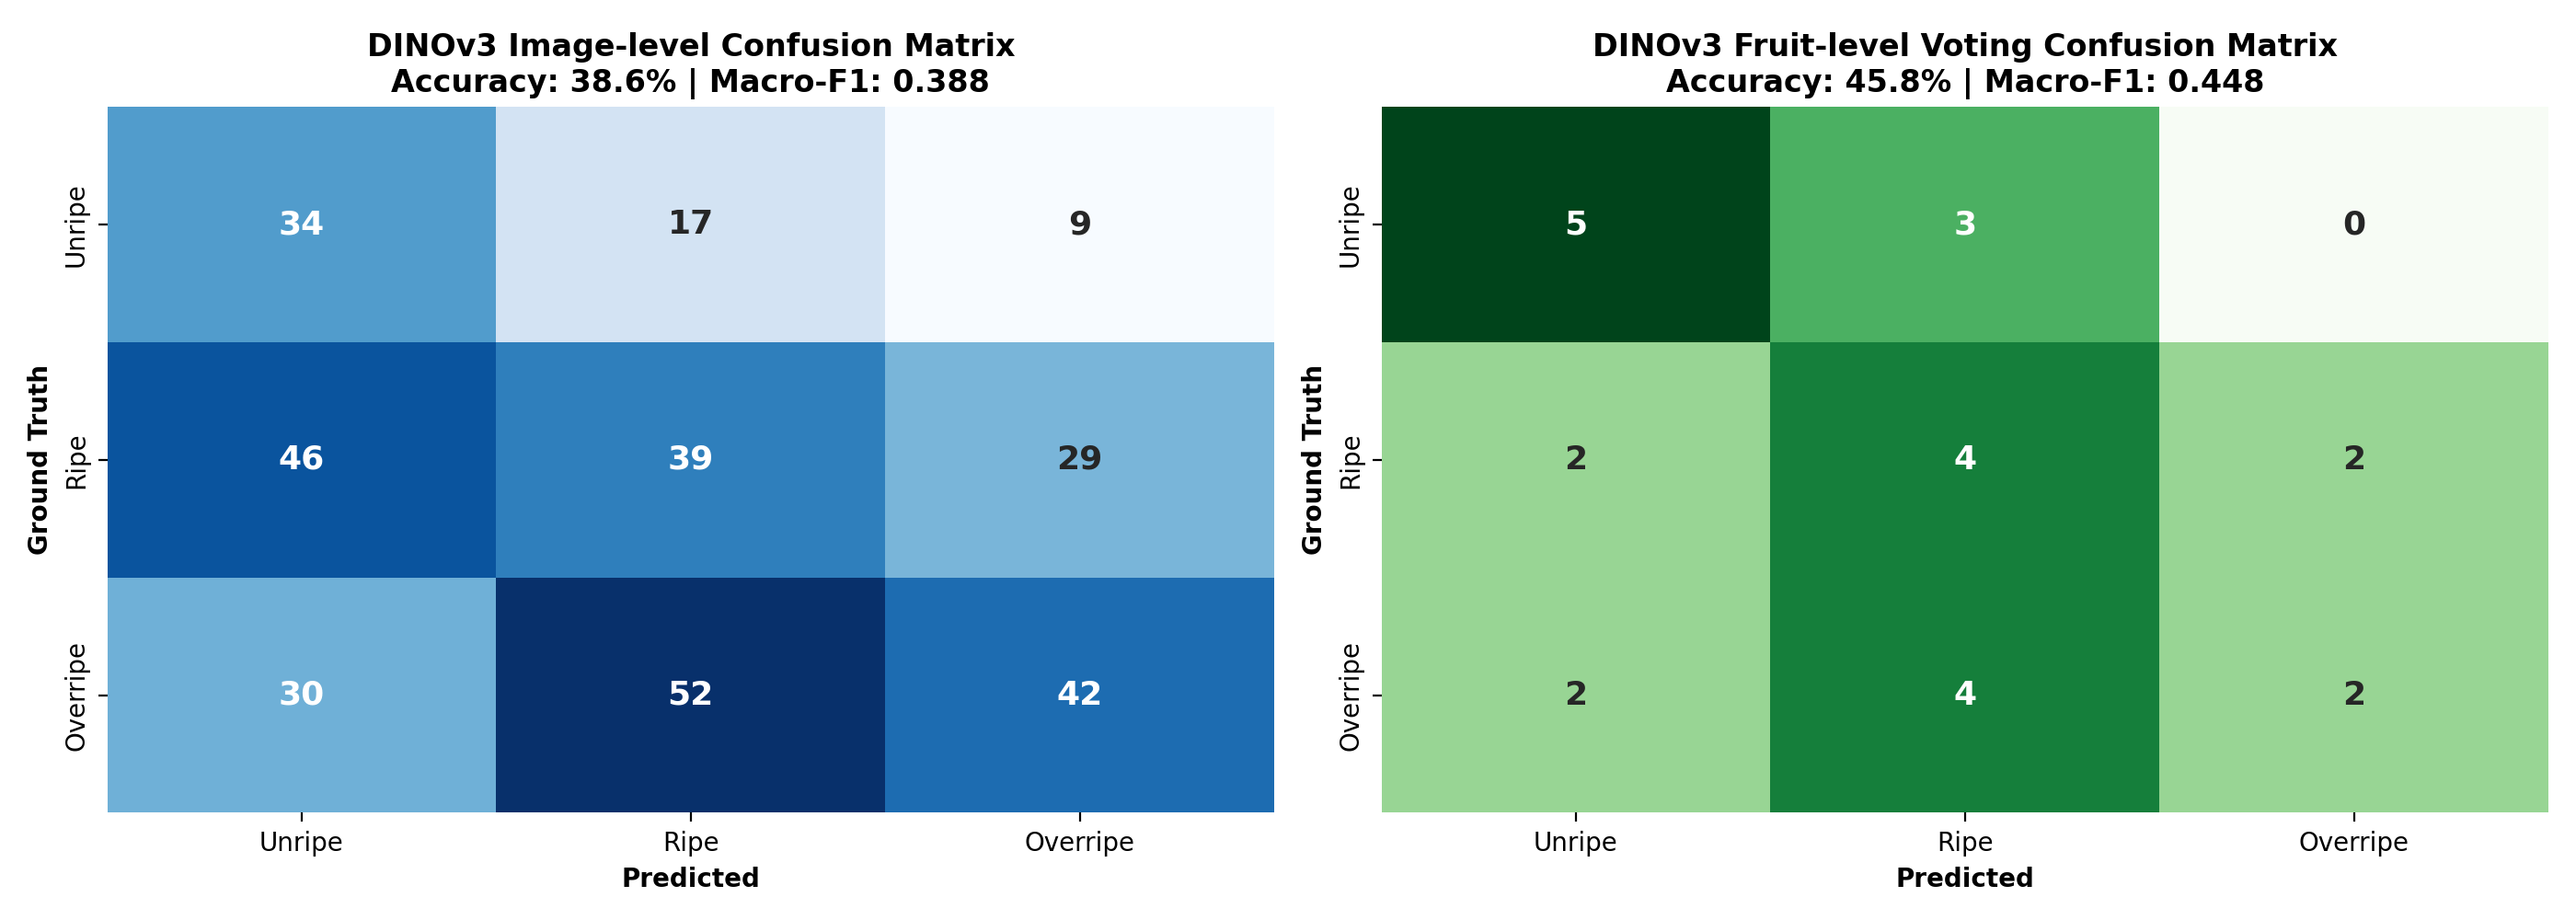 DINOv3 Image-level Confusion Matrix
Accuracy: 38.6% | Macro-F1: 0.388
Ground Truth
Unripe
34 17 9
Ripe
46 39 29
Overripe
30 52 42
Unripe Ripe Overripe
Predicted
DINOv3 Fruit-level Voting Confusion Matrix
Accuracy: 45.8% | Macro-F1: 0.448
Ground Truth
Unripe
5 3 0
Ripe
2 4 2
Overripe
2 4 2
Unripe Ripe Overripe
Predicted